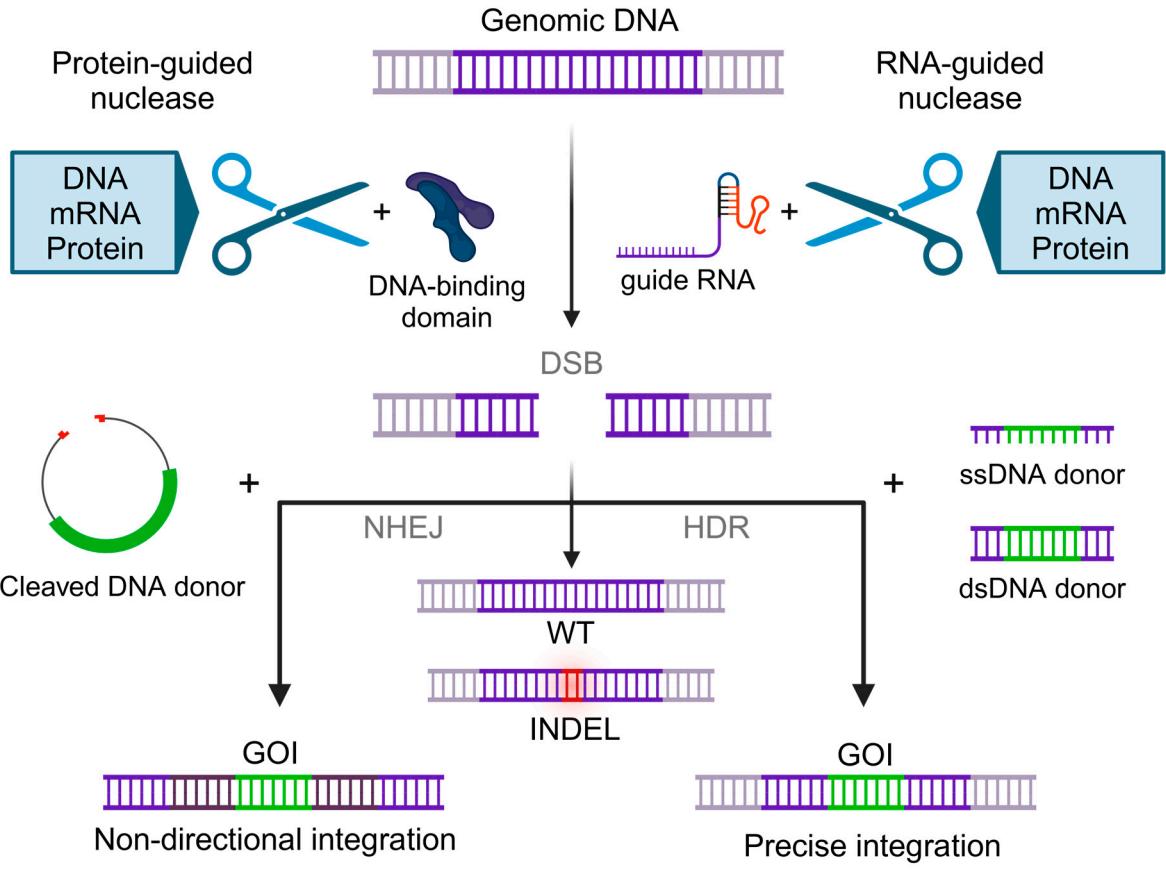 Genomic DNA
Protein-guided
nuclease
RNA-guided
nuclease
DNA
mRNA
Protein
+
DNA-binding
domain
guide RNA
+
DNA
mRNA
Protein
DSB
+
Cleaved DNA donor
+
ssDNA donor
dsDNA donor
NHEJ
HDR
WT
INDEL
GOI
Non-directional integration
GOI
Precise integration